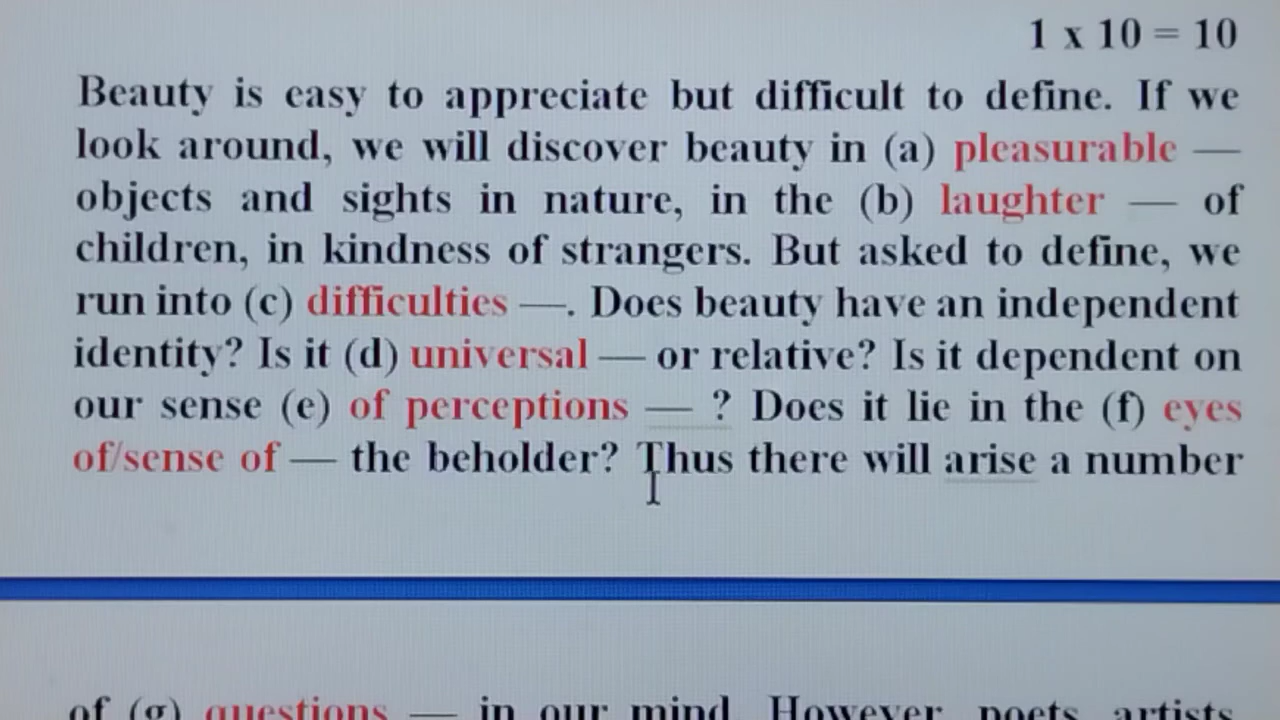 1 x 10 = 10
Beauty is easy to appreciate but difficult to define. If we
look around, we will discover beauty in (a) pleasurable —
objects and sights in nature, in the (b) laughter — of
children, in kindness of strangers. But asked to define, we
run into (c) difficulties —. Does beauty have an independent
identity? Is it (d) universal — or relative? Is it dependent on
our sense (e) of perceptions — ? Does it lie in the (f) eyes
of/sense of — the beholder? Thus there will arise a number
of (g) questions — in our mind. However, poets, artists,